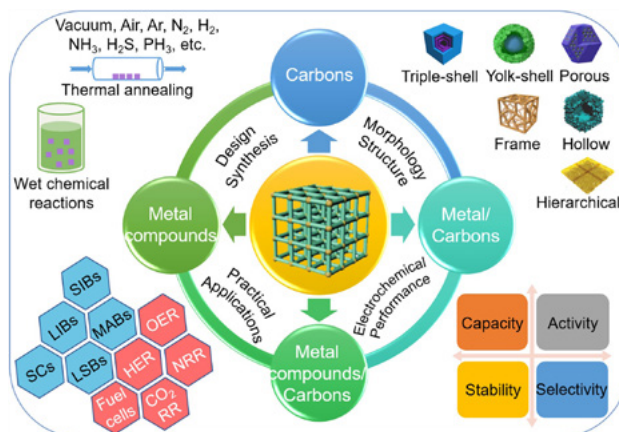 Vacuum, Air, Ar, N₂, H₂,
NH₃, H₂S, PH₃, etc.
Thermal annealing
Wet chemical
reactions
Carbons
Triple-shell
Yolk-shell
Porous
Frame
Hollow
Hierarchical
Design
Synthesis
Morphology
Structure
Metal
compounds
Metal/
Carbons
Practical
Applications
Electrochemical
Performance
Metal
compounds/
Carbons
SIBs
LIBs
MABs
OER
SCs
LSBs
HER
NRR
Fuel
cells
CO₂
RR
Capacity
Activity
Stability
Selectivity